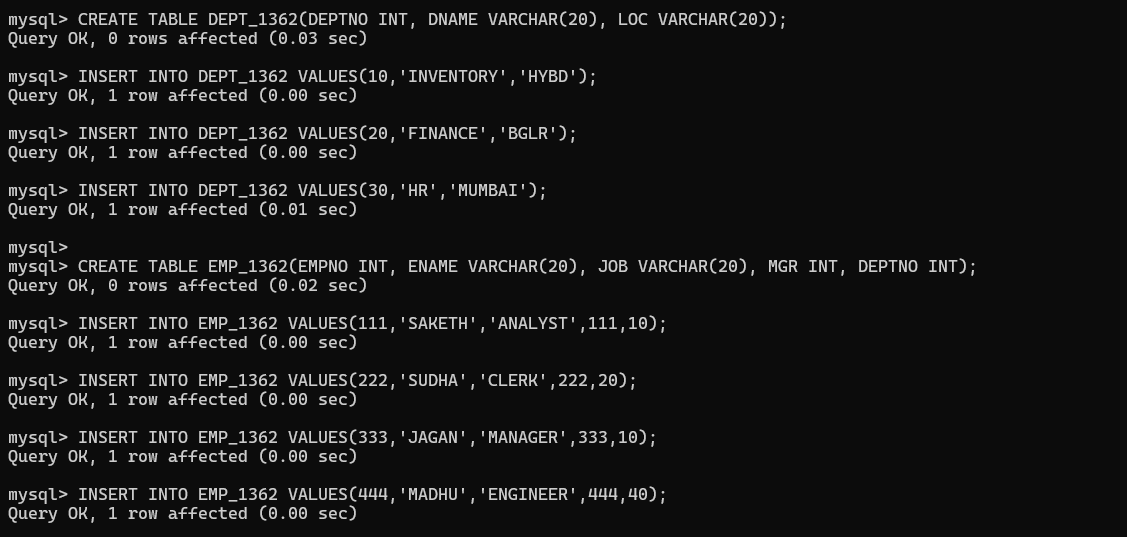 mysql> CREATE TABLE DEPT_1362(DEPTNO INT, DNAME VARCHAR(20), LOC VARCHAR(20));
Query OK, 0 rows affected (0.03 sec)
mysql> INSERT INTO DEPT_1362 VALUES(10,'INVENTORY','HYBD');
Query OK, 1 row affected (0.00 sec)
mysql> INSERT INTO DEPT_1362 VALUES(20,'FINANCE','BGLR');
Query OK, 1 row affected (0.00 sec)
mysql> INSERT INTO DEPT_1362 VALUES(30,'HR','MUMBAI');
Query OK, 1 row affected (0.01 sec)
mysql>
mysql> CREATE TABLE EMP_1362(EMPNO INT, ENAME VARCHAR(20), JOB VARCHAR(20), MGR INT, DEPTNO INT);
Query OK, 0 rows affected (0.02 sec)
mysql> INSERT INTO EMP_1362 VALUES(111,'SAKETH','ANALYST',111,10);
Query OK, 1 row affected (0.00 sec)
mysql> INSERT INTO EMP_1362 VALUES(222,'SUDHA','CLERK',222,20);
Query OK, 1 row affected (0.00 sec)
mysql> INSERT INTO EMP_1362 VALUES(333,'JAGAN','MANAGER',333,10);
Query OK, 1 row affected (0.00 sec)
mysql> INSERT INTO EMP_1362 VALUES(444,'MADHU','ENGINEER',444,40);
Query OK, 1 row affected (0.00 sec)